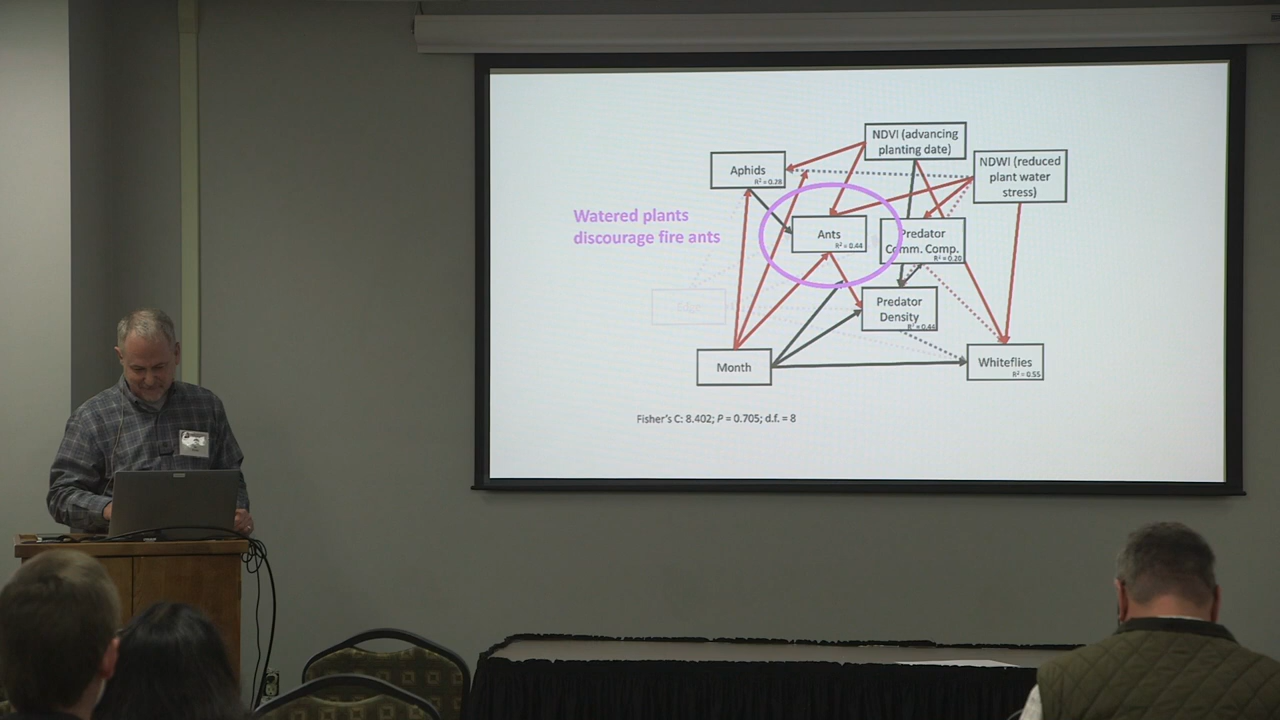 NDVI (advancing
planting date)
NDWI (reduced
plant water
stress)
Aphids
R² = 0.28
Watered plants
discourage fire ants
Ants
R² = 0.44
Predator
Comm. Comp.
R² = 0.20
Predator
Density
R² = 0.44
Month
Whiteflies
R² = 0.55
Fisher's C: 8.402; P = 0.705; d.f. = 8